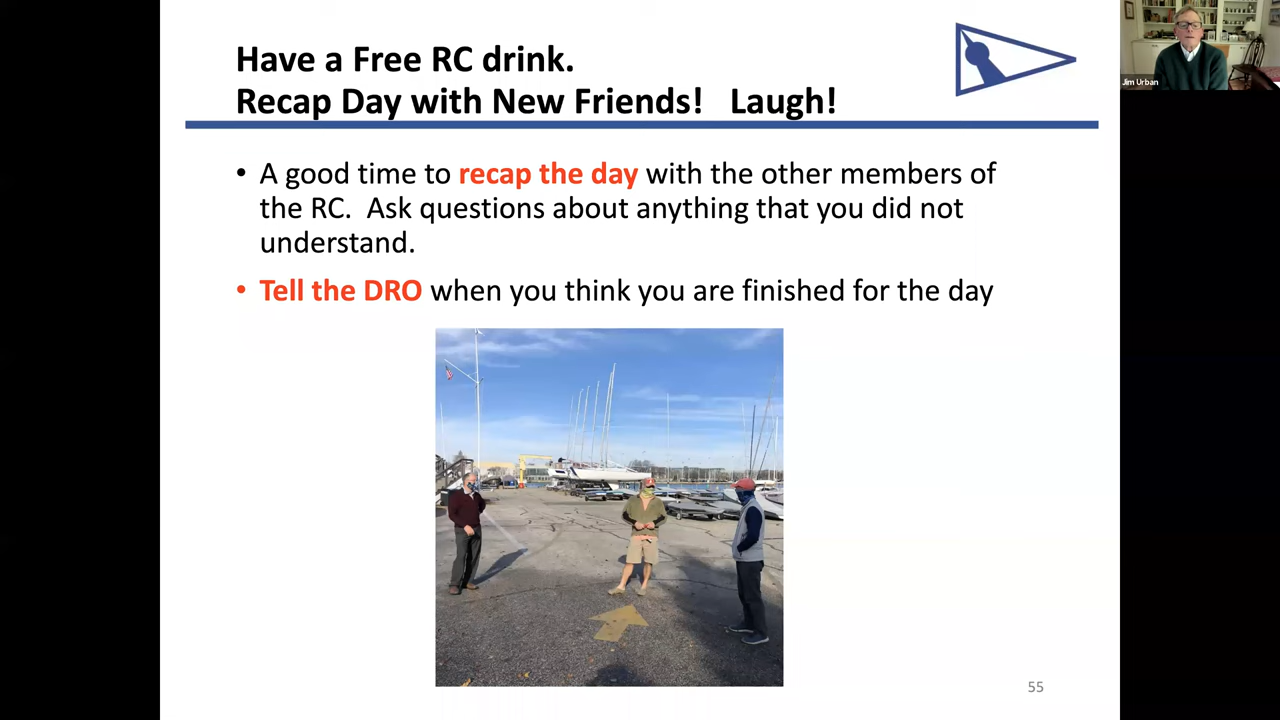 Have a Free RC drink.
Recap Day with New Friends! Laugh!
Jim Urban
• A good time to recap the day with the other members of
the RC. Ask questions about anything that you did not
understand.
• Tell the DRO when you think you are finished for the day
55